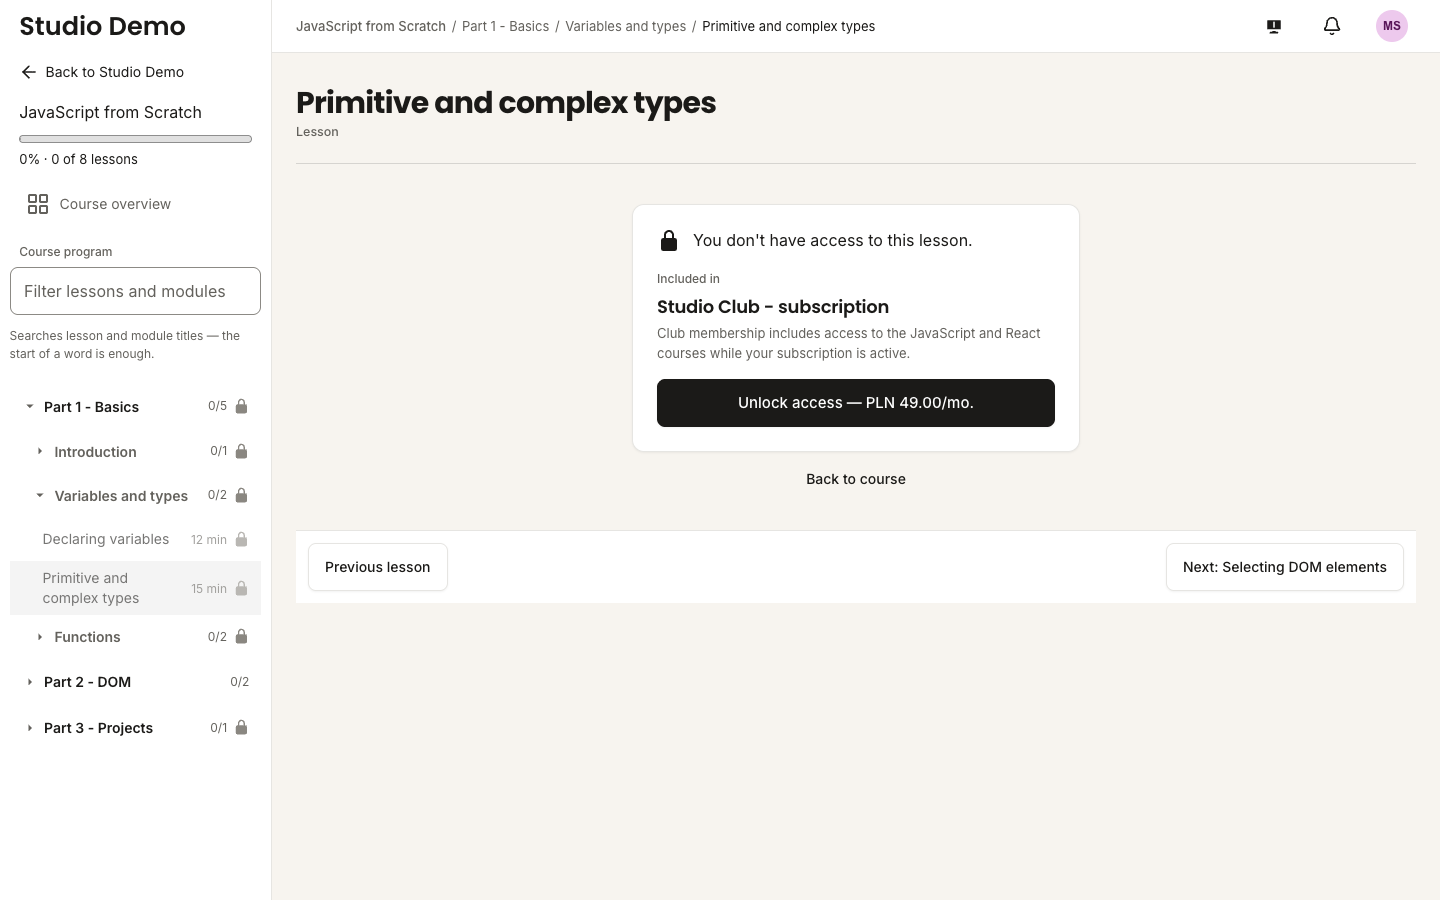 Studio Demo
Back to Studio Demo
JavaScript from Scratch
0% · 0 of 8 lessons
Course overview
Course program
Filter lessons and modules
Searches lesson and module titles — the
start of a word is enough.
Part 1 - Basics 0/5
Introduction 0/1
Variables and types 0/2
Declaring variables 12 min
Primitive and
complex types 15 min
Functions 0/2
Part 2 - DOM 0/2
Part 3 - Projects 0/1
JavaScript from Scratch / Part 1 - Basics / Variables and types / Primitive and complex types
MS
Primitive and complex types
Lesson
You don't have access to this lesson.
Included in
Studio Club - subscription
Club membership includes access to the JavaScript and React
courses while your subscription is active.
Unlock access — PLN 49.00/mo.
Back to course
Previous lesson
Next: Selecting DOM elements